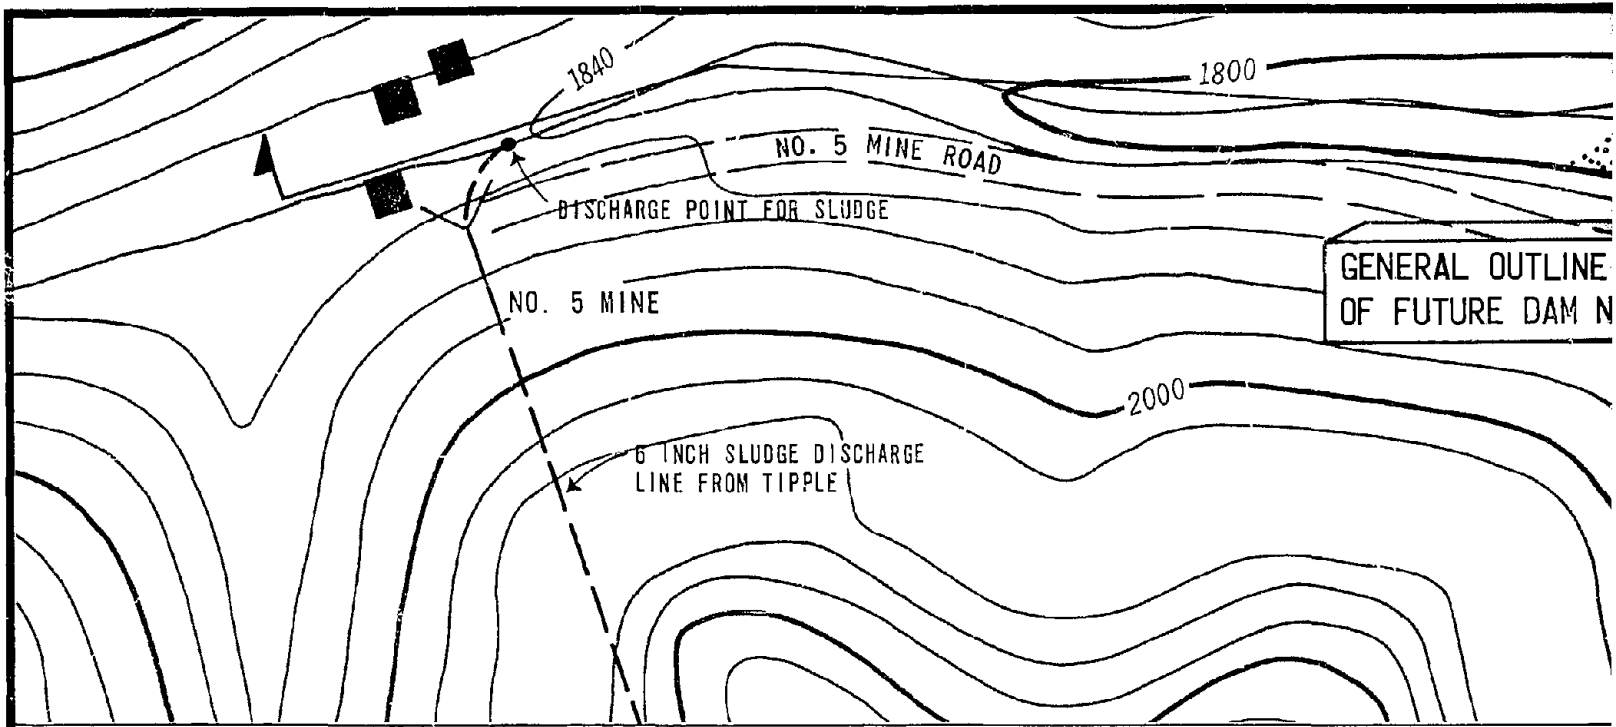 1840
1800
NO. 5 MINE ROAD
DISCHARGE POINT FOR SLUDGE
GENERAL OUTLINE
OF FUTURE DAM N
NO. 5 MINE
2000
6 INCH SLUDGE DISCHARGE
LINE FROM TIPPLE